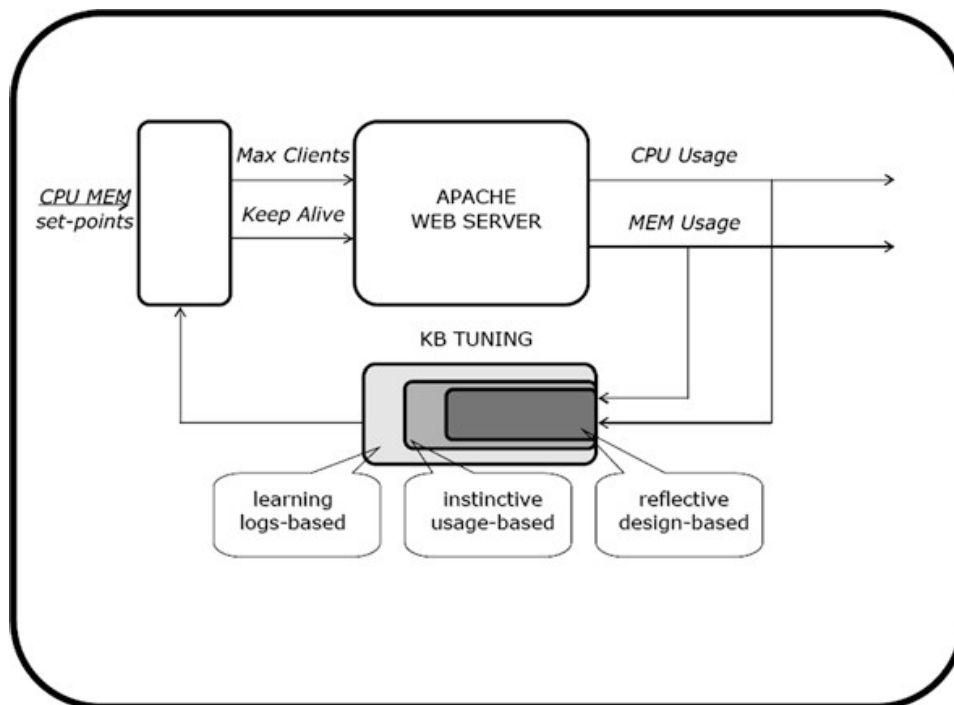 Max Clients
CPU Usage
CPU MEM
set-points
APACHE
WEB SERVER
Keep Alive
MEM Usage
KB TUNING
learning
logs-based
instinctive
usage-based
reflective
design-based